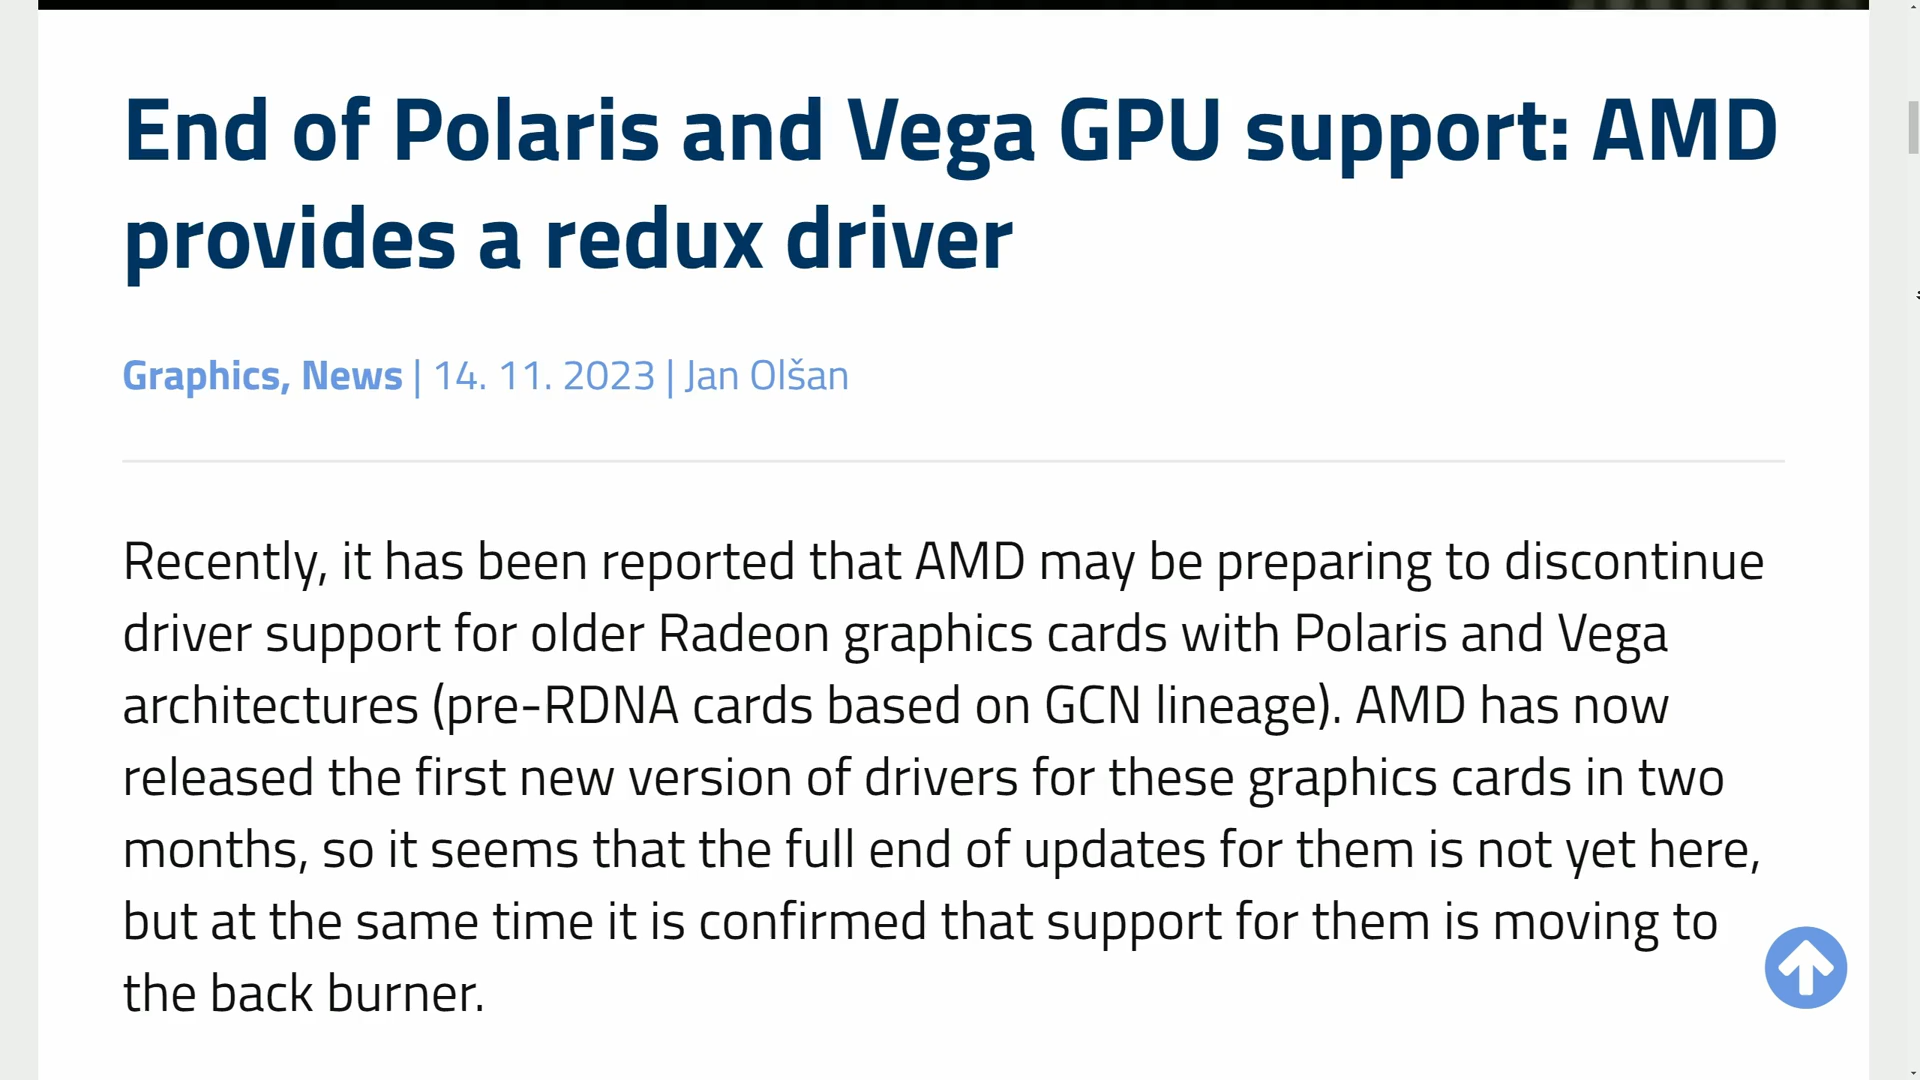 End of Polaris and Vega GPU support: AMD
provides a redux driver
Graphics, News | 14. 11. 2023 | Jan Olšan
Recently, it has been reported that AMD may be preparing to discontinue
driver support for older Radeon graphics cards with Polaris and Vega
architectures (pre-RDNA cards based on GCN lineage). AMD has now
released the first new version of drivers for these graphics cards in two
months, so it seems that the full end of updates for them is not yet here,
but at the same time it is confirmed that support for them is moving to
the back burner.